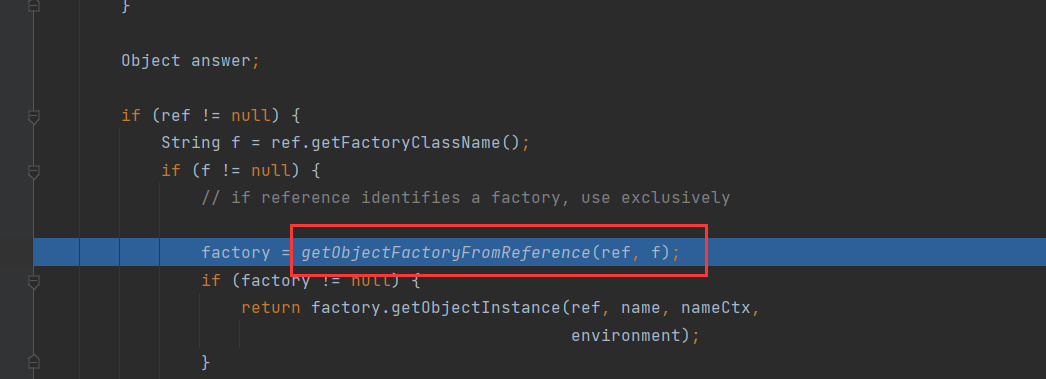 }
Object answer;
if (ref != null) {
String f = ref.getFactoryClassName();
if (f != null) {
// if reference identifies a factory, use exclusively
factory = getObjectFactoryFromReference(ref, f);
if (factory != null) {
return factory.getObjectInstance(ref, name, nameCtx,
environment);
}